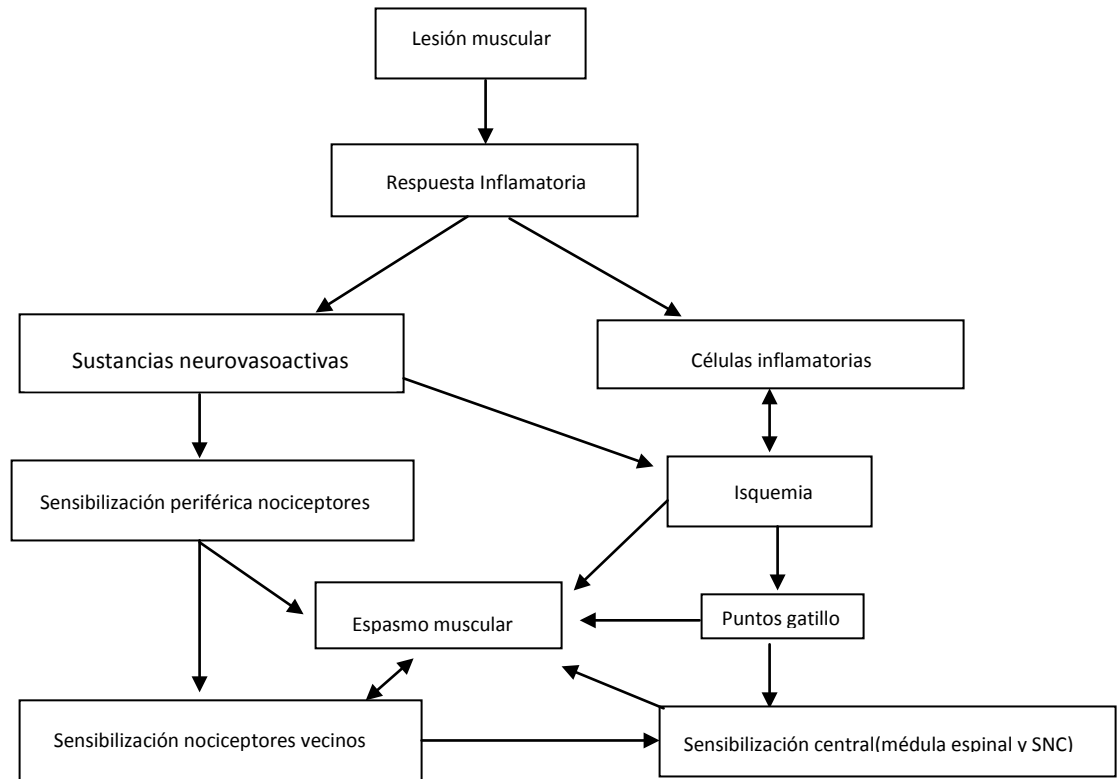 Lesión muscular
Respuesta Inflamatoria
Sustancias neurovasoactivas
Células inflamatorias
Sensibilización periférica nociceptores
Isquemia
Espasmo muscular
Puntos gatillo
Sensibilización nociceptores vecinos
Sensibilización central(médula espinal y SNC)